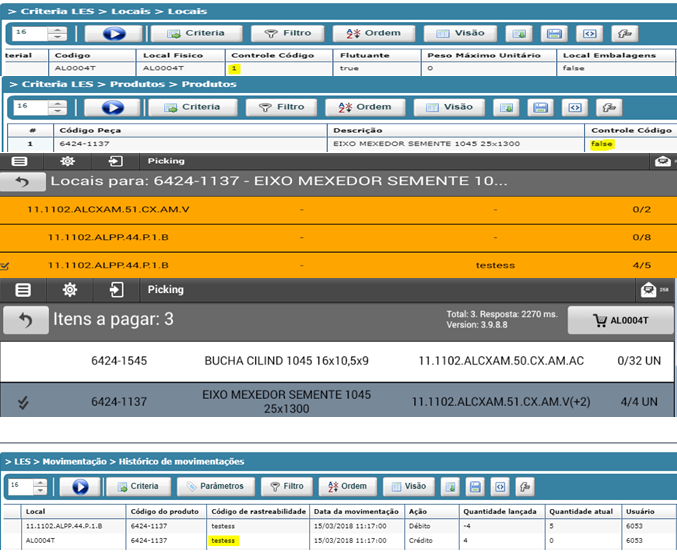 > Criteria LES > Locais > Locais
16 Criteria Filtro Ordem Visão
terial Codigo Local Fisico Controle Código Flutuante Peso Máximo Unitário Local Embalagens
AL0004T AL0004T 1 true 0 false
> Criteria LES > Produtos > Produtos
16 Criteria Filtro Ordem Visão
# Código Peça Descrição Controle Código
1 6424-1137 EIXO MEXEDOR SEMENTE 1045 25x1300 false
Picking
Locais para: 6424-1137 - EIXO MEXEDOR SEMENTE 10...
11.1102.ALCXAM.51.CX.AM.V - - 0/2
11.1102.ALPP.44.P.1.B - - 0/8
11.1102.ALPP.44.P.1.B - testess 4/5
Picking 258
Itens a pagar: 3 Total: 3. Resposta: 2270 ms. AL0004T
Version: 3.9.8.8
6424-1545 BUCHA CILIND 1045 16x10,5x9 11.1102.ALCXAM.50.CX.AM.AC 0/32 UN
6424-1137 EIXO MEXEDOR SEMENTE 1045 11.1102.ALCXAM.51.CX.AM.V(+2) 4/4 UN
25x1300
> LES > Movimentação > Histórico de movimentações
16 Criteria Parâmetros Filtro Ordem Visão
Local Código do produto Código de rastreabilidade Data da movimentação Ação Quantidade lançada Quantidade atual Usuário
11.1102.ALPP.44.P.1.B 6424-1137 testess 15/03/2018 11:17:00 Débito -4 5 6053
AL0004T 6424-1137 testess 15/03/2018 11:17:00 Crédito 4 0 6053